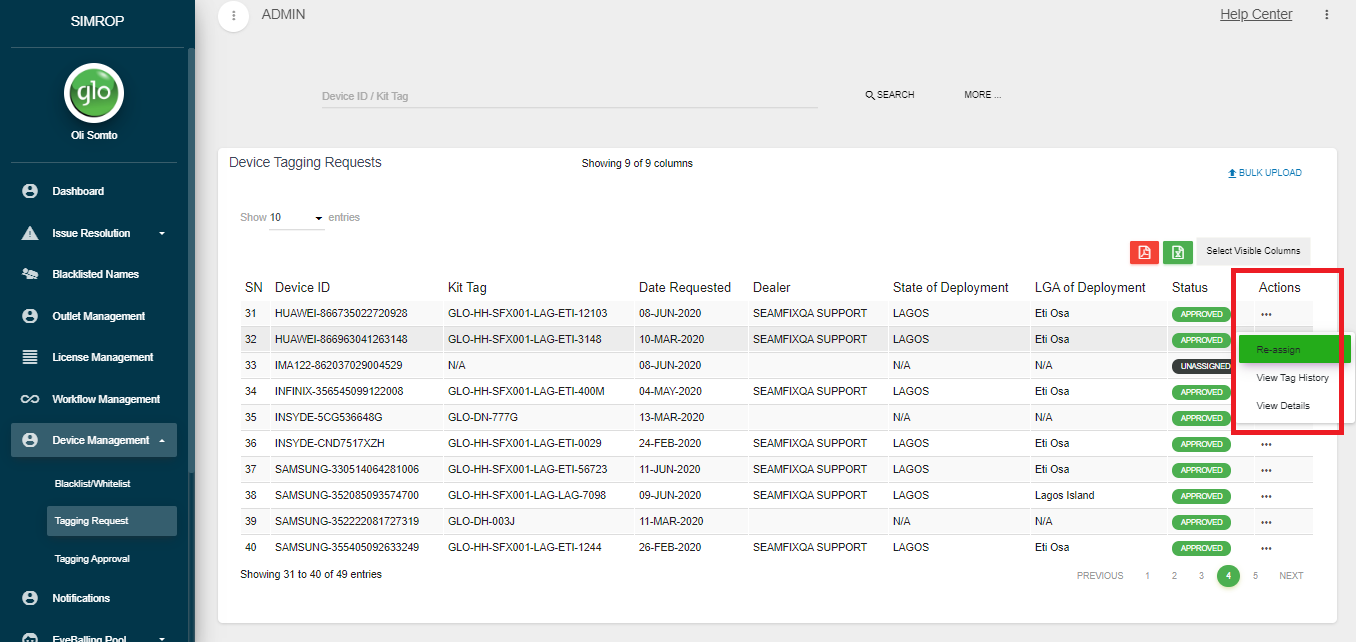 SIMROP
glo
Oli Somto
Dashboard
Issue Resolution
Blacklisted Names
Outlet Management
License Management
Workflow Management
Device Management
Blacklist/Whitelist
Tagging Request
Tagging Approval
Notifications
EyeBalling Pool
ADMIN
Help Center
Device ID / Kit Tag
SEARCH
MORE ...
Device Tagging Requests
Showing 9 of 9 columns
BULK UPLOAD
Show 10 entries
Select Visible Columns
SN Device ID Kit Tag Date Requested Dealer State of Deployment LGA of Deployment Status Actions
31 HUAWEI-866735022720928 GLO-HH-SFX001-LAG-ETI-12103 08-JUN-2020 SEAMFIXQA SUPPORT LAGOS Eti Osa APPROVED •••
32 HUAWEI-866963041263148 GLO-HH-SFX001-LAG-ETI-3148 10-MAR-2020 SEAMFIXQA SUPPORT LAGOS Eti Osa APPROVED
33 IMA122-862037029004529 N/A 08-JUN-2020 N/A N/A UNASSIGNED
34 INFINIX-356545099122008 GLO-HH-SFX001-LAG-ETI-400M 04-MAY-2020 SEAMFIXQA SUPPORT LAGOS Eti Osa APPROVED
35 INSYDE-5CG536648G GLO-DN-777G 13-MAR-2020 N/A N/A APPROVED
36 INSYDE-CND7517XZH GLO-HH-SFX001-LAG-ETI-0029 24-FEB-2020 SEAMFIXQA SUPPORT LAGOS Eti Osa APPROVED •••
37 SAMSUNG-330514064281006 GLO-HH-SFX001-LAG-ETI-56723 11-JUN-2020 SEAMFIXQA SUPPORT LAGOS Eti Osa APPROVED •••
38 SAMSUNG-352085093574700 GLO-HH-SFX001-LAG-LAG-7098 09-JUN-2020 SEAMFIXQA SUPPORT LAGOS Lagos Island APPROVED •••
39 SAMSUNG-352222081727319 GLO-DH-003J 11-MAR-2020 N/A N/A APPROVED •••
40 SAMSUNG-355405092633249 GLO-HH-SFX001-LAG-ETI-1244 26-FEB-2020 SEAMFIXQA SUPPORT LAGOS Eti Osa APPROVED •••
Re-assign
View Tag History
View Details
Showing 31 to 40 of 49 entries
PREVIOUS 1 2 3 4 5 NEXT